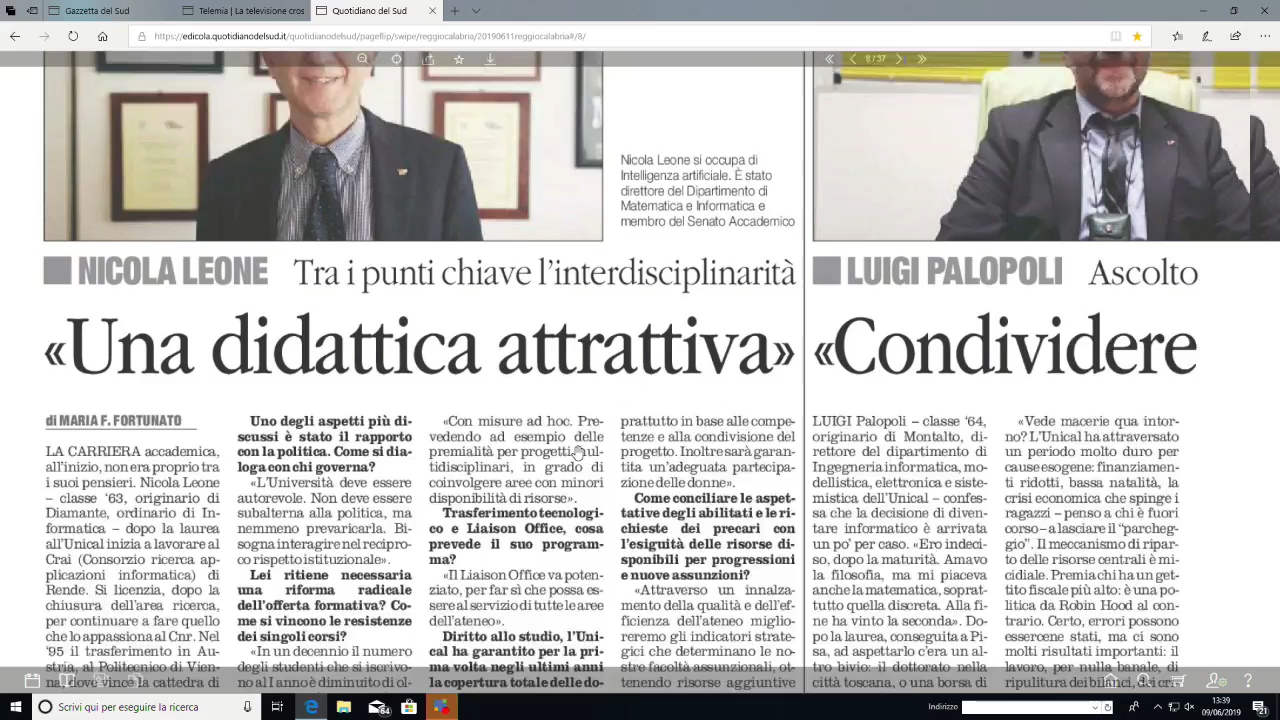 Gazzetta del Sud
Telemia | Facebook
Quotidiano del Sud
https://edicola.quotidianodelsud.it/quotidianodelsud/pageflip/swipe/reggiocalabria/20190611reggiocalabria#/8/
8 / 37
Nicola Leone si occupa di
Intelligenza artificiale. È stato
direttore del Dipartimento di
Matematica e Informatica e
membro del Senato Accademico
NICOLA LEONE Tra i punti chiave l'interdisciplinarità
«Una didattica attrattiva»
di MARIA F. FORTUNATO
LA CARRIERA accademica,
all'inizio, non era proprio tra
i suoi pensieri. Nicola Leone
– classe '63, originario di
Diamante, ordinario di In-
formatica – dopo la laurea
all'Unical inizia a lavorare al
Crai (Consorzio ricerca ap-
plicazioni informatica) di
Rende. Si licenzia, dopo la
chiusura dell'area ricerca,
per continuare a fare quello
che lo appassiona al Cnr. Nel
'95 il trasferimento in Au-
stria, al Politecnico di Vien-
na, dove vince la cattedra di
Uno degli aspetti più di-
scussi è stato il rapporto
con la politica. Come si dia-
loga con chi governa?
«L'Università deve essere
autorevole. Non deve essere
subalterna alla politica, ma
nemmeno prevaricarla. Bi-
sogna interagire nel recipro-
co rispetto istituzionale».
Lei ritiene necessaria
una riforma radicale
dell'offerta formativa? Co-
me si vincono le resistenze
dei singoli corsi?
«In un decennio il numero
degli studenti che si iscrivo-
no al I anno è diminuito di ol-
«Con misure ad hoc. Pre-
vedendo ad esempio delle
premialità per progetti mul-
tidisciplinari, in grado di
coinvolgere aree con minori
disponibilità di risorse».
Trasferimento tecnologi-
co e Liaison Office, cosa
prevede il suo program-
ma?
«Il Liaison Office va poten-
ziato, per far sì che possa es-
sere al servizio di tutte le aree
dell'ateneo».
Diritto allo studio, l'Uni-
cal ha garantito per la pri-
ma volta negli ultimi anni
la copertura totale delle do-
prattutto in base alle compe-
tenze e alla condivisione del
progetto. Inoltre sarà garan-
tita un'adeguata partecipa-
zione delle donne».
Come conciliare le aspet-
tative degli abilitati e le ri-
chieste dei precari con
l'esiguità delle risorse di-
sponibili per progressioni
e nuove assunzioni?
«Attraverso un innalza-
mento della qualità e dell'ef-
ficienza dell'ateneo miglio-
reremo gli indicatori strate-
gici che determinano le no-
stre facoltà assunzionali, ot-
tenendo risorse aggiuntive
LUIGI PALOPOLI Ascolto
«Condividere
LUIGI Palopoli – classe '64,
originario di Montalto, di-
rettore del dipartimento di
Ingegneria informatica, mo-
dellistica, elettronica e siste-
mistica dell'Unical – confes-
sa che la decisione di diven-
tare informatico è arrivata
un po' per caso. «Ero indeci-
so, dopo la maturità. Amavo
la filosofia, ma mi piaceva
anche la matematica, soprat-
tutto quella discreta. Alla fi-
ne ha vinto la seconda». Do-
po la laurea, conseguita a Pi-
sa, ad aspettarlo c'era un al-
tro bivio: il dottorato nella
città toscana, o una borsa di
«Vede macerie qua intor-
no? L'Unical ha attraversato
un periodo molto duro per
cause esogene: finanziamen-
ti ridotti, bassa natalità, la
crisi economica che spinge i
ragazzi – penso a chi è fuori
corso – a lasciare il "parcheg-
gio". Il meccanismo di ripar-
to delle risorse centrali è mi-
cidiale. Premia chi ha un get-
tito fiscale più alto: è una po-
litica da Robin Hood al con-
trario. Certo, errori possono
essercene stati, ma ci sono
molti risultati importanti: il
lavoro, per nulla banale, di
ripulitura dei bilanci,
Scrivi qui per eseguire la ricerca
64
Indirizzo
13:39
09/06/2019